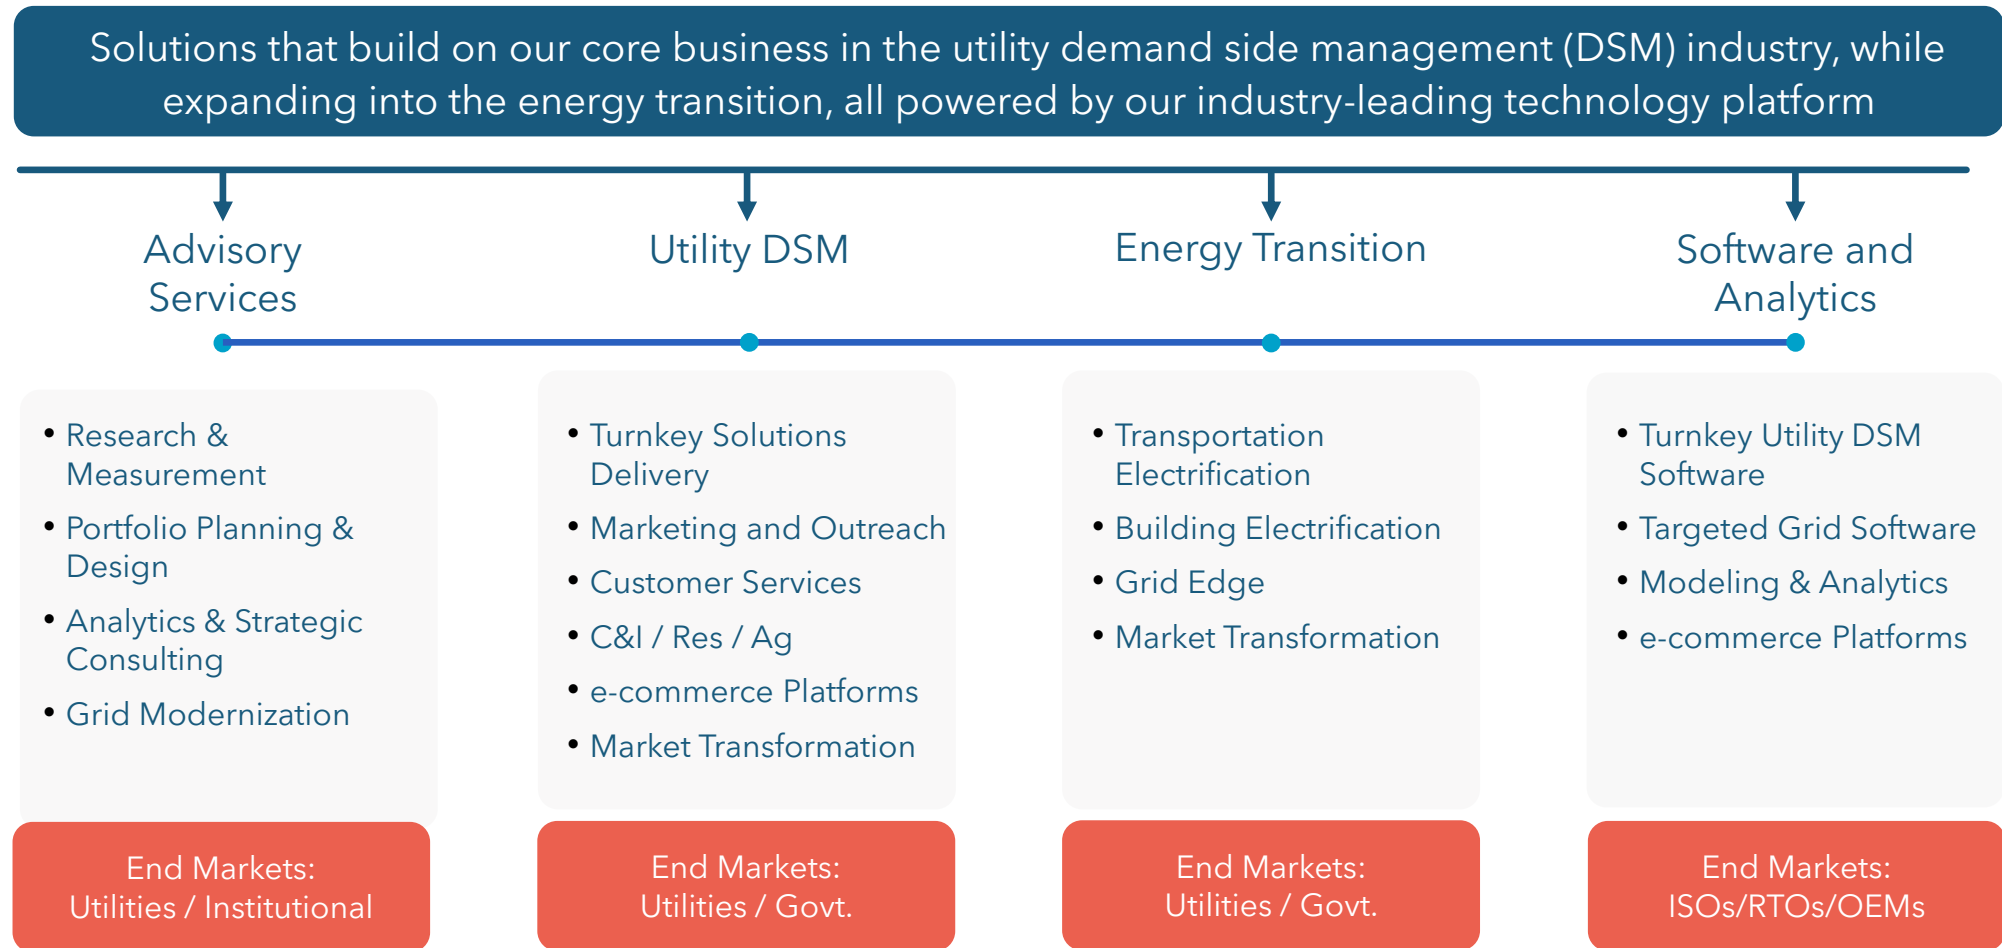 Solutions that build on our core business in the utility demand side management (DSM) industry, while
expanding into the energy transition, all powered by our industry-leading technology platform
Advisory
Services
• Research &
Measurement
• Portfolio Planning &
Design
• Analytics & Strategic
Consulting
• Grid Modernization
End Markets:
Utilities / Institutional
Utility DSM
• Turnkey Solutions
Delivery
• Marketing and Outreach
• Customer Services
• C&I / Res / Ag
• e-commerce Platforms
• Market Transformation
End Markets:
Utilities / Govt.
Energy Transition
• Transportation
Electrification
• Building Electrification
• Grid Edge
• Market Transformation
End Markets:
Utilities / Govt.
Software and
Analytics
• Turnkey Utility DSM
Software
• Targeted Grid Software
• Modeling & Analytics
• e-commerce Platforms
End Markets:
ISOs/RTOs/OEMs